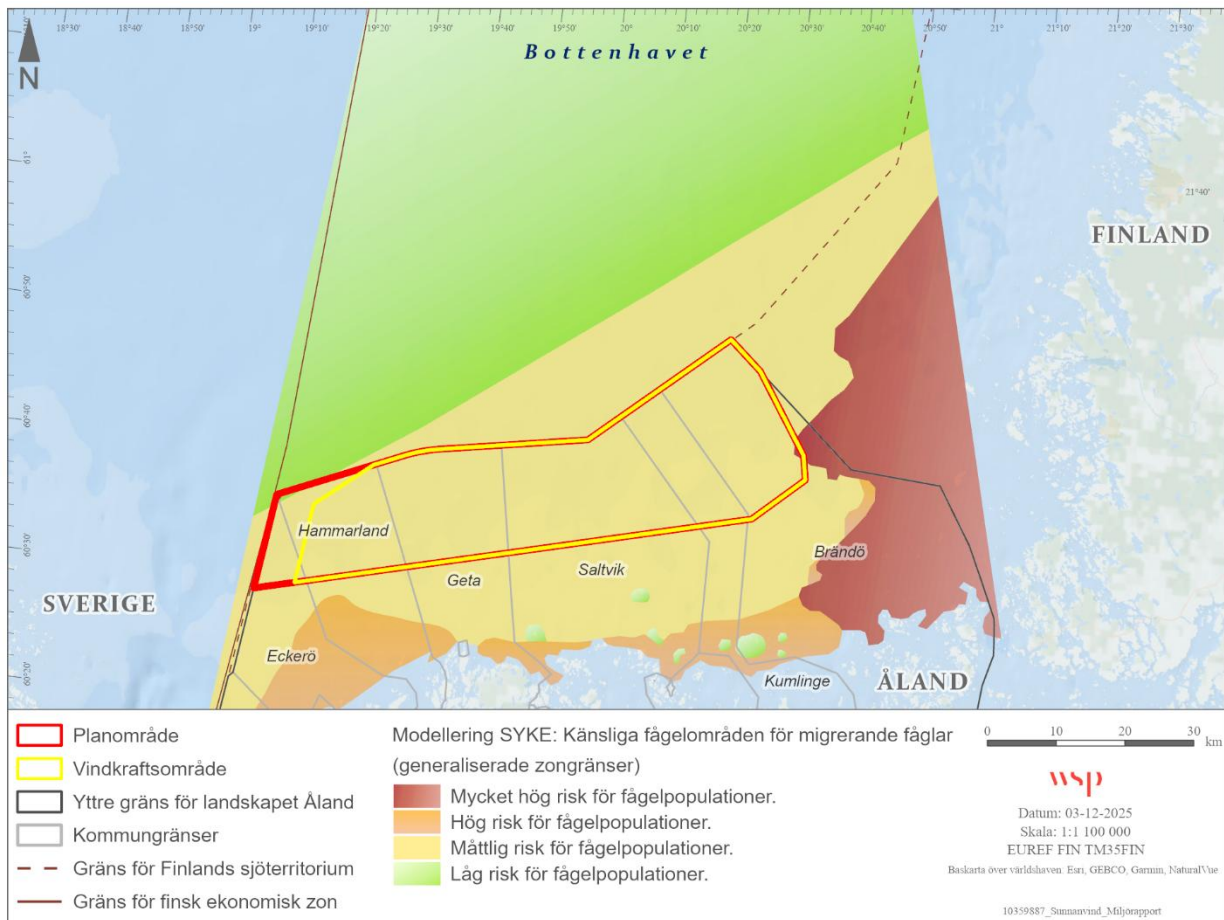 18°30' 18°40' 18°50' 19° 19°10' 19°20' 19°30' 19°40' 19°50' 20° 20°10' 20°20' 20°30' 20°40' 20°50' 21° 21°10' 21°20' 21°30'
N
Bottenhavet
61°
21°40'
FINLAND
60°50'
60°40'
60°30'
Hammarland
Brändö
Saltvik
Geta
SVERIGE
Eckerö
60°20'
Kumlinge
ÅLAND
Planområde
Vindkraftsområde
Yttre gräns för landskapet Åland
Kommungränser
Gräns för Finlands sjöterritorium
Gräns för finsk ekonomisk zon
Modellering SYKE: Känsliga fågelområden för migrerande fåglar
(generaliserade zongränser)
Mycket hög risk för fågelpopulationer.
Hög risk för fågelpopulationer.
Måttlig risk för fågelpopulationer.
Låg risk för fågelpopulationer.
0 10 20 30
km
wsp
Datum: 03-12-2025
Skala: 1:1 100 000
EUREF FIN TM35FIN
Baskarta över världshaven: Esri, GEBCO, Garmin, NaturalVue
10359887_Sunnanvind_Miljörapport